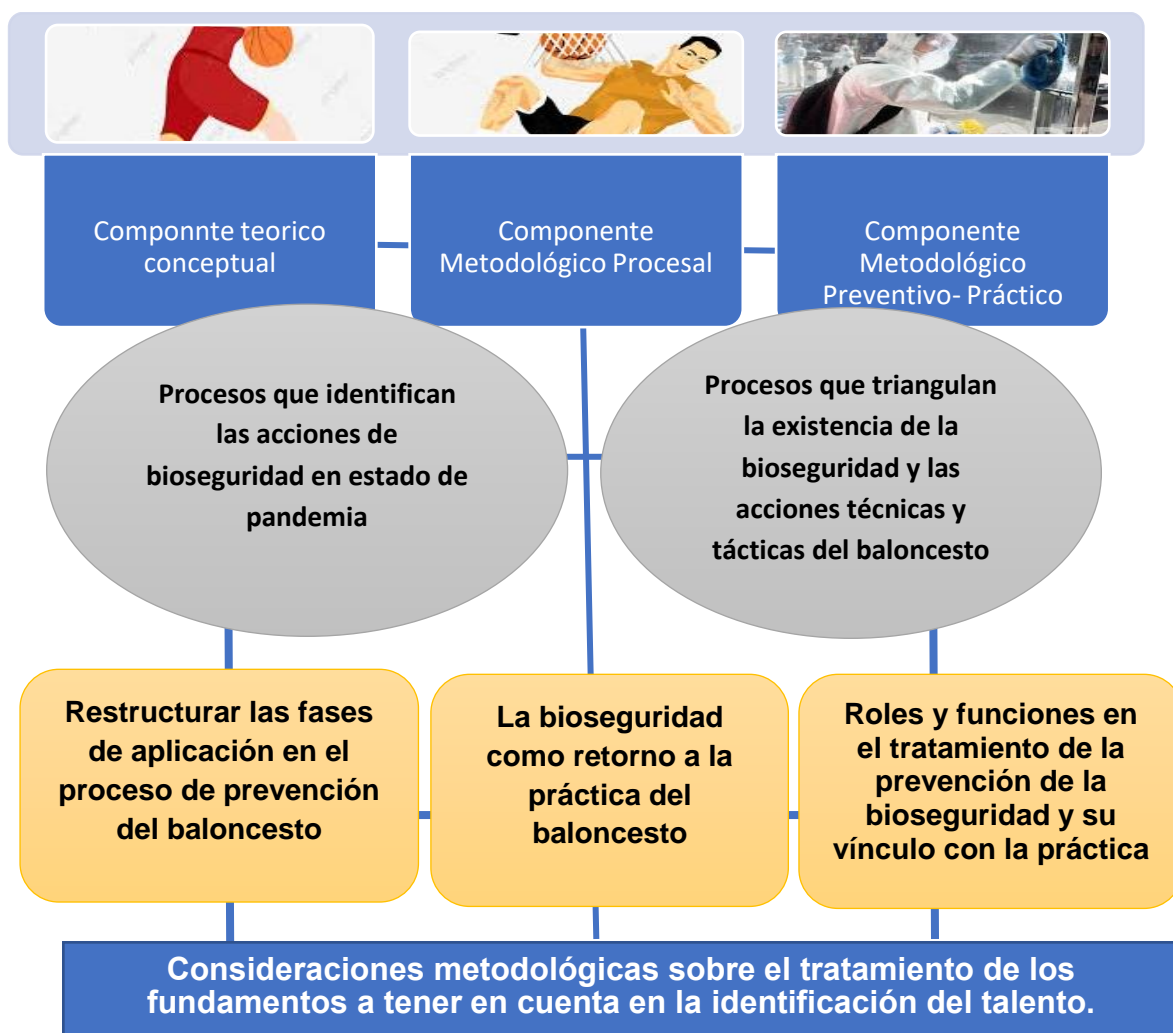 Componnte teorico
conceptual
Componente
Metodológico Procesal
Componente
Metodológico
Preventivo- Práctico
Procesos que identifican
las acciones de
bioseguridad en estado de
pandemia
Procesos que triangulan
la existencia de la
bioseguridad y las
acciones técnicas y
tácticas del baloncesto
Restructurar las fases
de aplicación en el
proceso de prevención
del baloncesto
La bioseguridad
como retorno a la
práctica del
baloncesto
Roles y funciones en
el tratamiento de la
prevención de la
bioseguridad y su
vínculo con la práctica
Consideraciones metodológicas sobre el tratamiento de los
fundamentos a tener en cuenta en la identificación del talento.